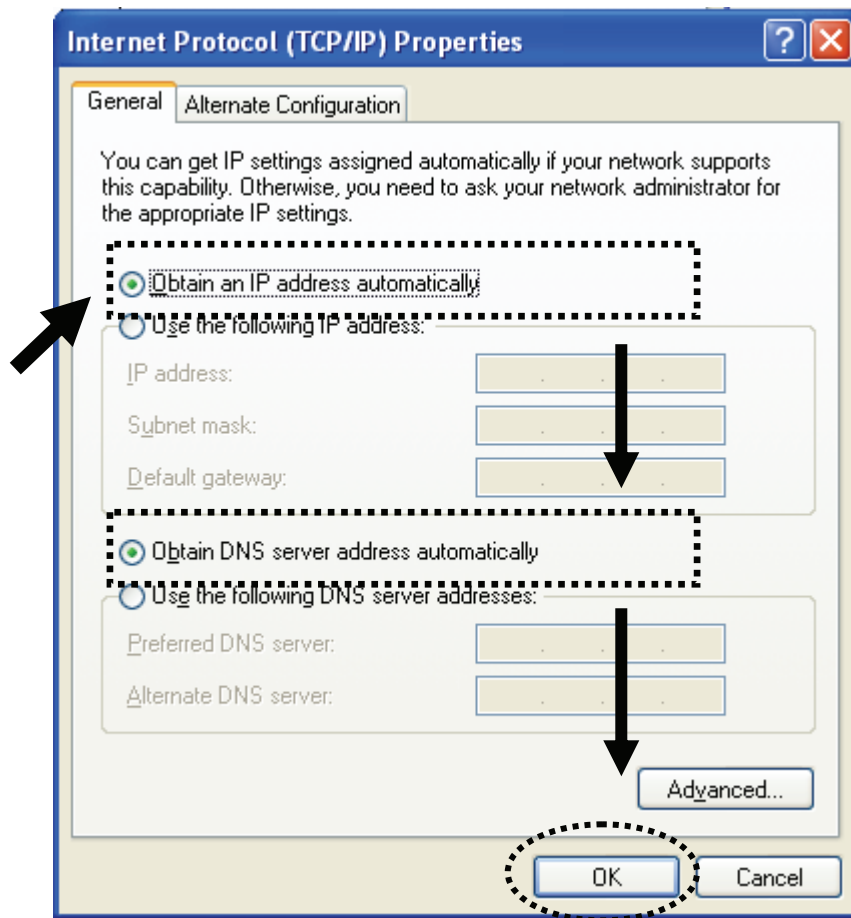 Internet Protocol (TCP/IP) Properties
General
Alternate Configuration
You can get IP settings assigned automatically if your network supports
this capability. Otherwise, you need to ask your network administrator for
the appropriate IP settings.
Obtain an IP address automatically
Use the following IP address:
IP address:
Subnet mask:
Default gateway:
Obtain DNS server address automatically
Use the following DNS server addresses:
Preferred DNS server:
Alternate DNS server:
Advanced...
OK
Cancel